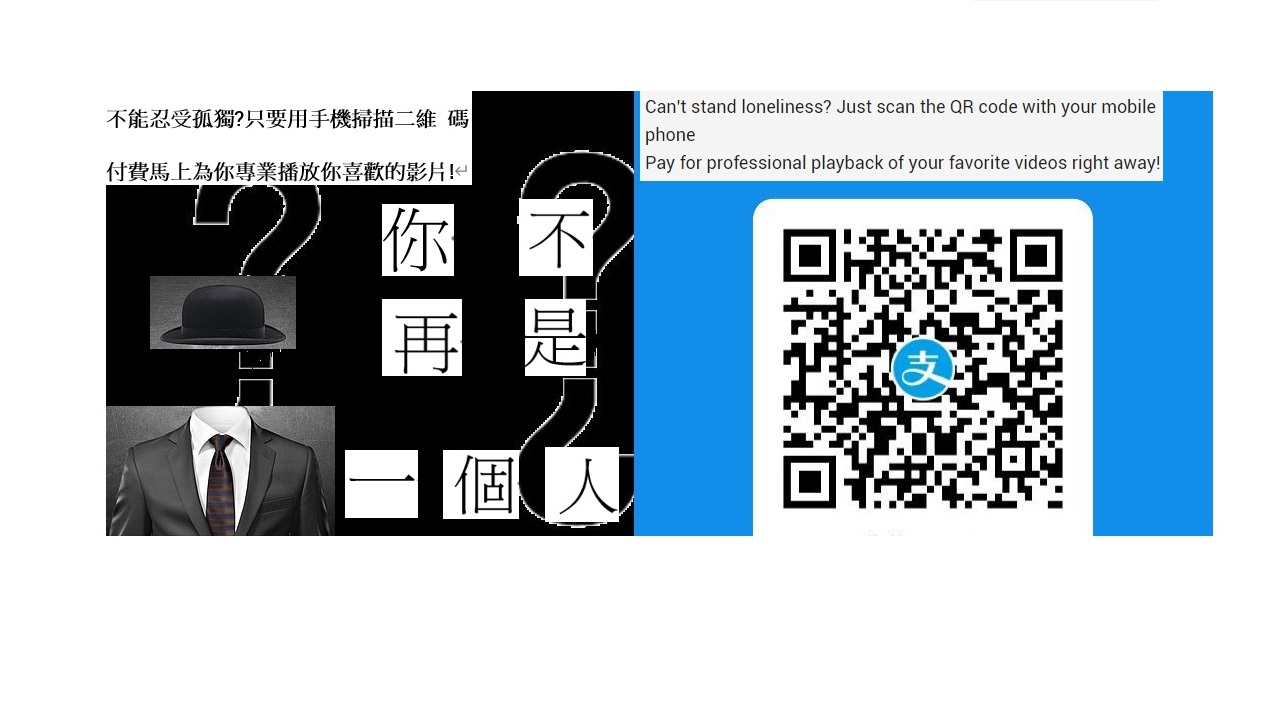 不能忍受孤獨?只要用手機掃描二維 碼
付費馬上為你專業播放你喜歡的影片!
你 不
再 是
一 個 人
Can't stand loneliness? Just scan the QR code with your mobile
phone
Pay for professional playback of your favorite videos right away!
支